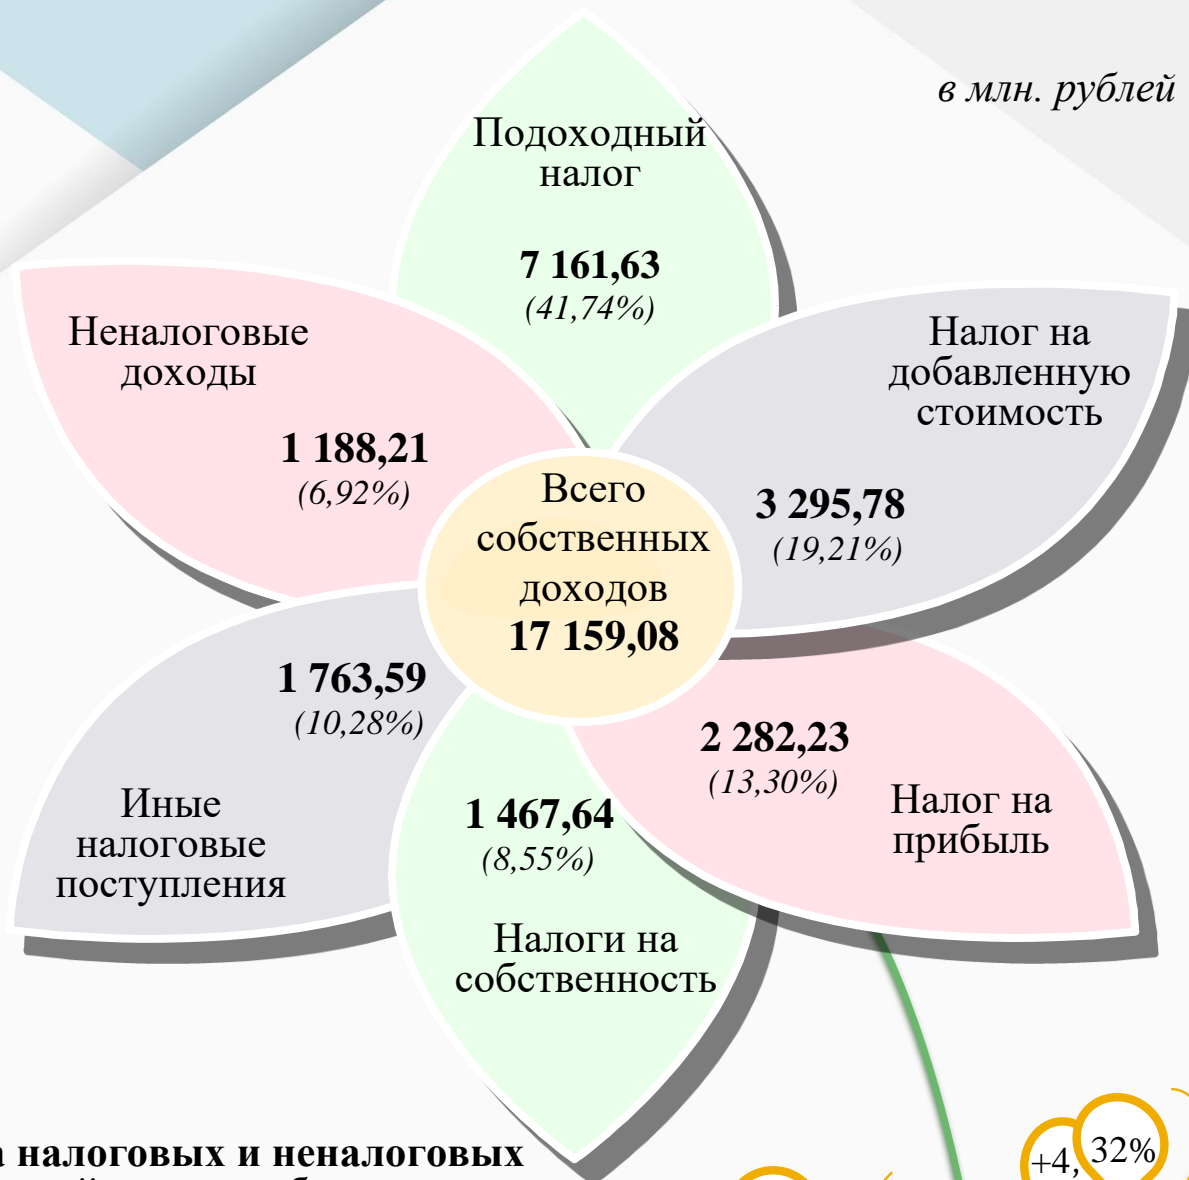 в млн. рублей
Подоходный
налог
7 161,63
(41,74%)
Неналоговые
доходы
1 188,21
(6,92%)
Налог на
добавленную
стоимость
3 295,78
(19,21%)
Всего
собственных
доходов
17 159,08
1 763,59
(10,28%)
Иные
налоговые
поступления
2 282,23
(13,30%)
Налог на
прибыль
1 467,64
(8,55%)
Налоги на
собственность
налоговых и неналоговых
+4, 32%